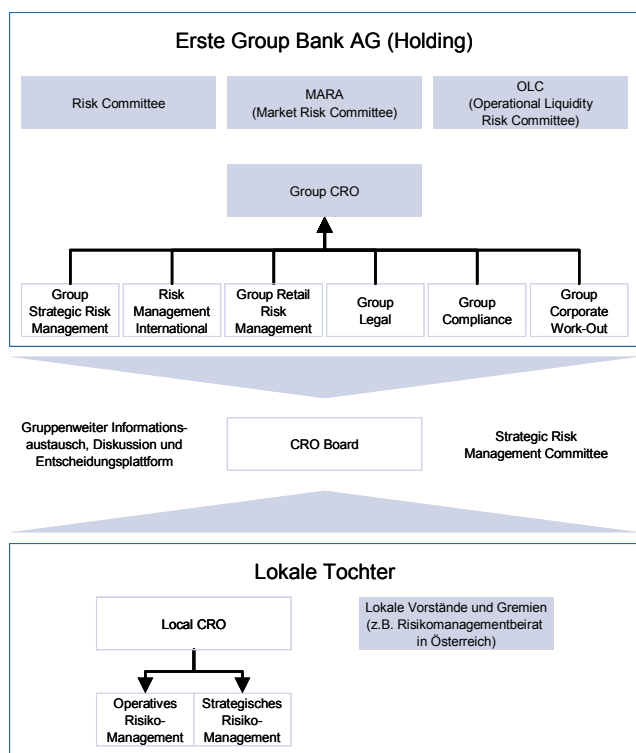 Erste Group Bank AG (Holding)
Risk Committee
MARA
(Market Risk Committee)
OLC
(Operational Liquidity
Risk Committee)
Group CRO
Group
Strategic Risk
Management
Risk
Management
International
Group Retail
Risk
Management
Group
Legal
Group
Compliance
Group
Corporate
Work-Out
Gruppenweiter Informations-
austausch, Diskussion und
Entscheidungsplattform
CRO Board
Strategic Risk
Management Committee
Lokale Tochter
Local CRO
Lokale Vorstände und Gremien
(z.B. Risikomanagementbeirat
in Österreich)
Operatives
Risiko-
Management
Strategisches
Risiko-
Management